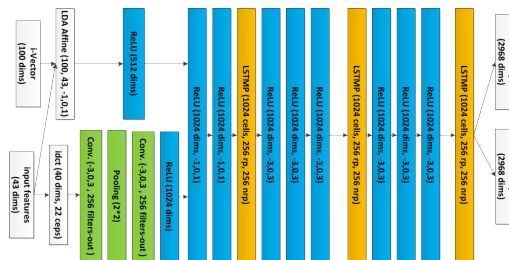 i-Vector
(100 dims)
Input features
(43 dims)
LDA Affine (100, 43, -1,0,1)
idct (40 dims, 22 ceps)
Conv. (-3,0,3 , 256 filters-out )
Pooling (2*2)
Conv. (-3,0,3 , 256 filters-out )
ReLU (512 dims)
ReLU (1024 dims)
ReLU (1024 dims, -1,0,1)
ReLU (1024 dims, -1,0,1)
LSTMP (1024 cells, 256 rp, 256 nrp)
ReLU (1024 dims, -3,0,3)
ReLU (1024 dims, -3,0,3)
ReLU (1024 dims, -3,0,3)
LSTMP (1024 cells, 256 rp, 256 nrp)
ReLU (1024 dims, -3,0,3)
ReLU (1024 dims, -3,0,3)
ReLU (1024 dims, -3,0,3)
LSTMP (1024 cells, 256 rp, 256 nrp)
(2968 dims)
(2968 dims)